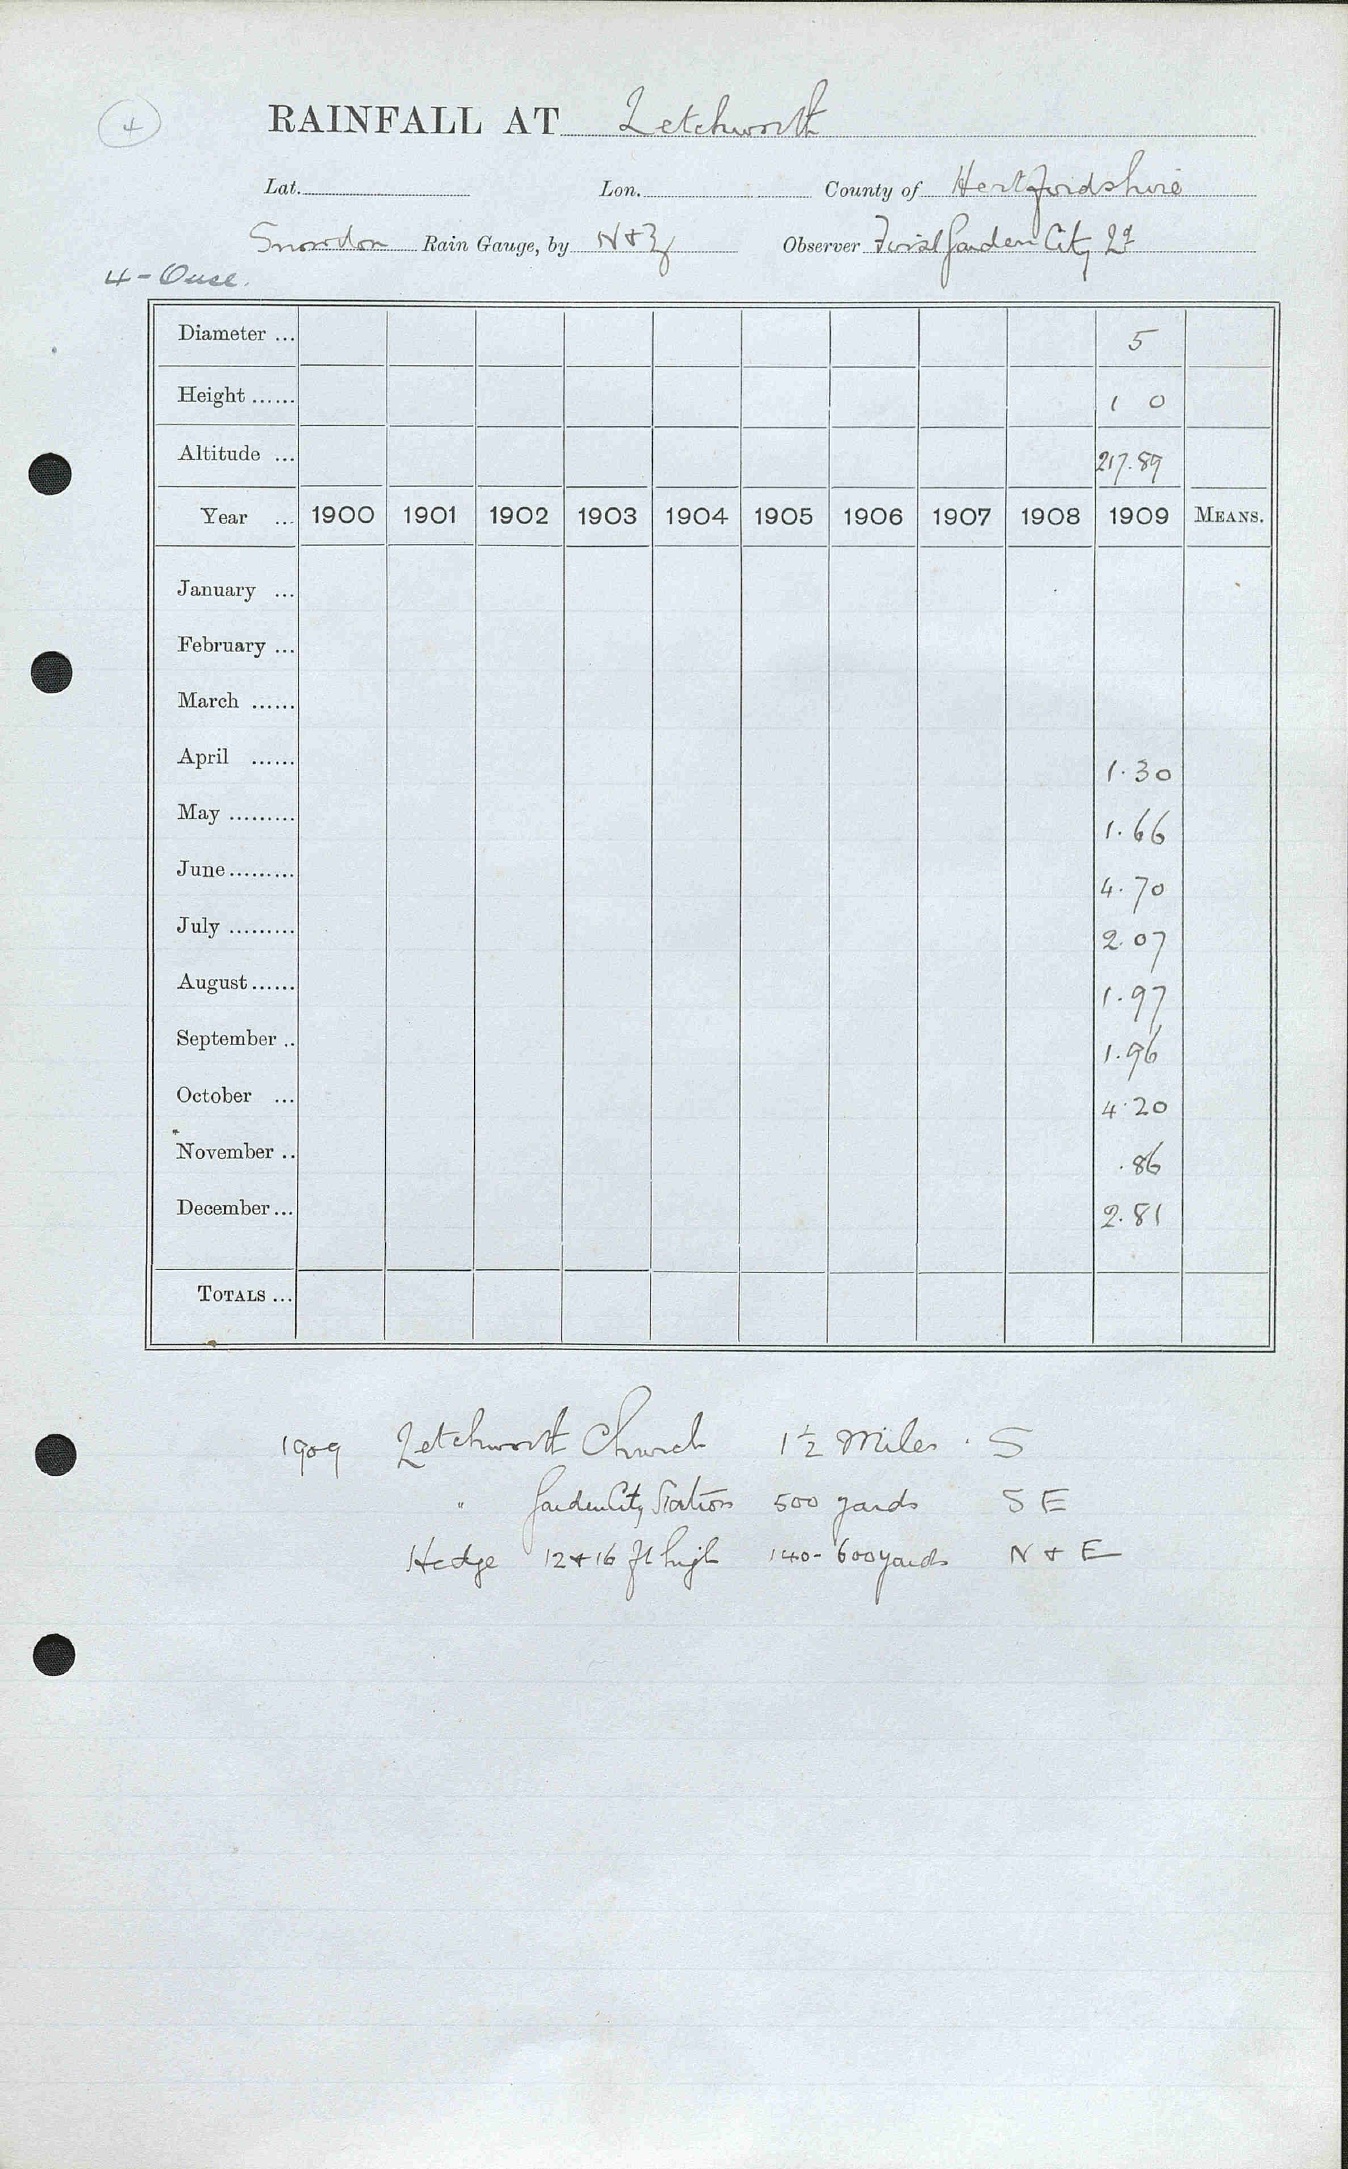 4
RAINFALL AT Letchworth
Lat. Lon. County of Hertfordshire
Snowdon Rain Gauge, by N & Z Observer First Garden City Ld
4 - Ouse.
Diameter ... 5
Height ...... 1 0
Altitude ... 217.89
Year ... 1900 1901 1902 1903 1904 1905 1906 1907 1908 1909 MEANS.
January ...
February ...
March ......
April ...... 1.30
May ......... 1.66
June ......... 4.70
July ......... 2.07
August ...... 1.97
September .. 1.96
October ... 4.20
November .. .86
December ... 2.81
TOTALS ...
1909 Letchworth Church 1½ Miles . S
" Garden City Station 500 yards S E
Hedge 12 & 16 ft high 140 - 600 yards N & E